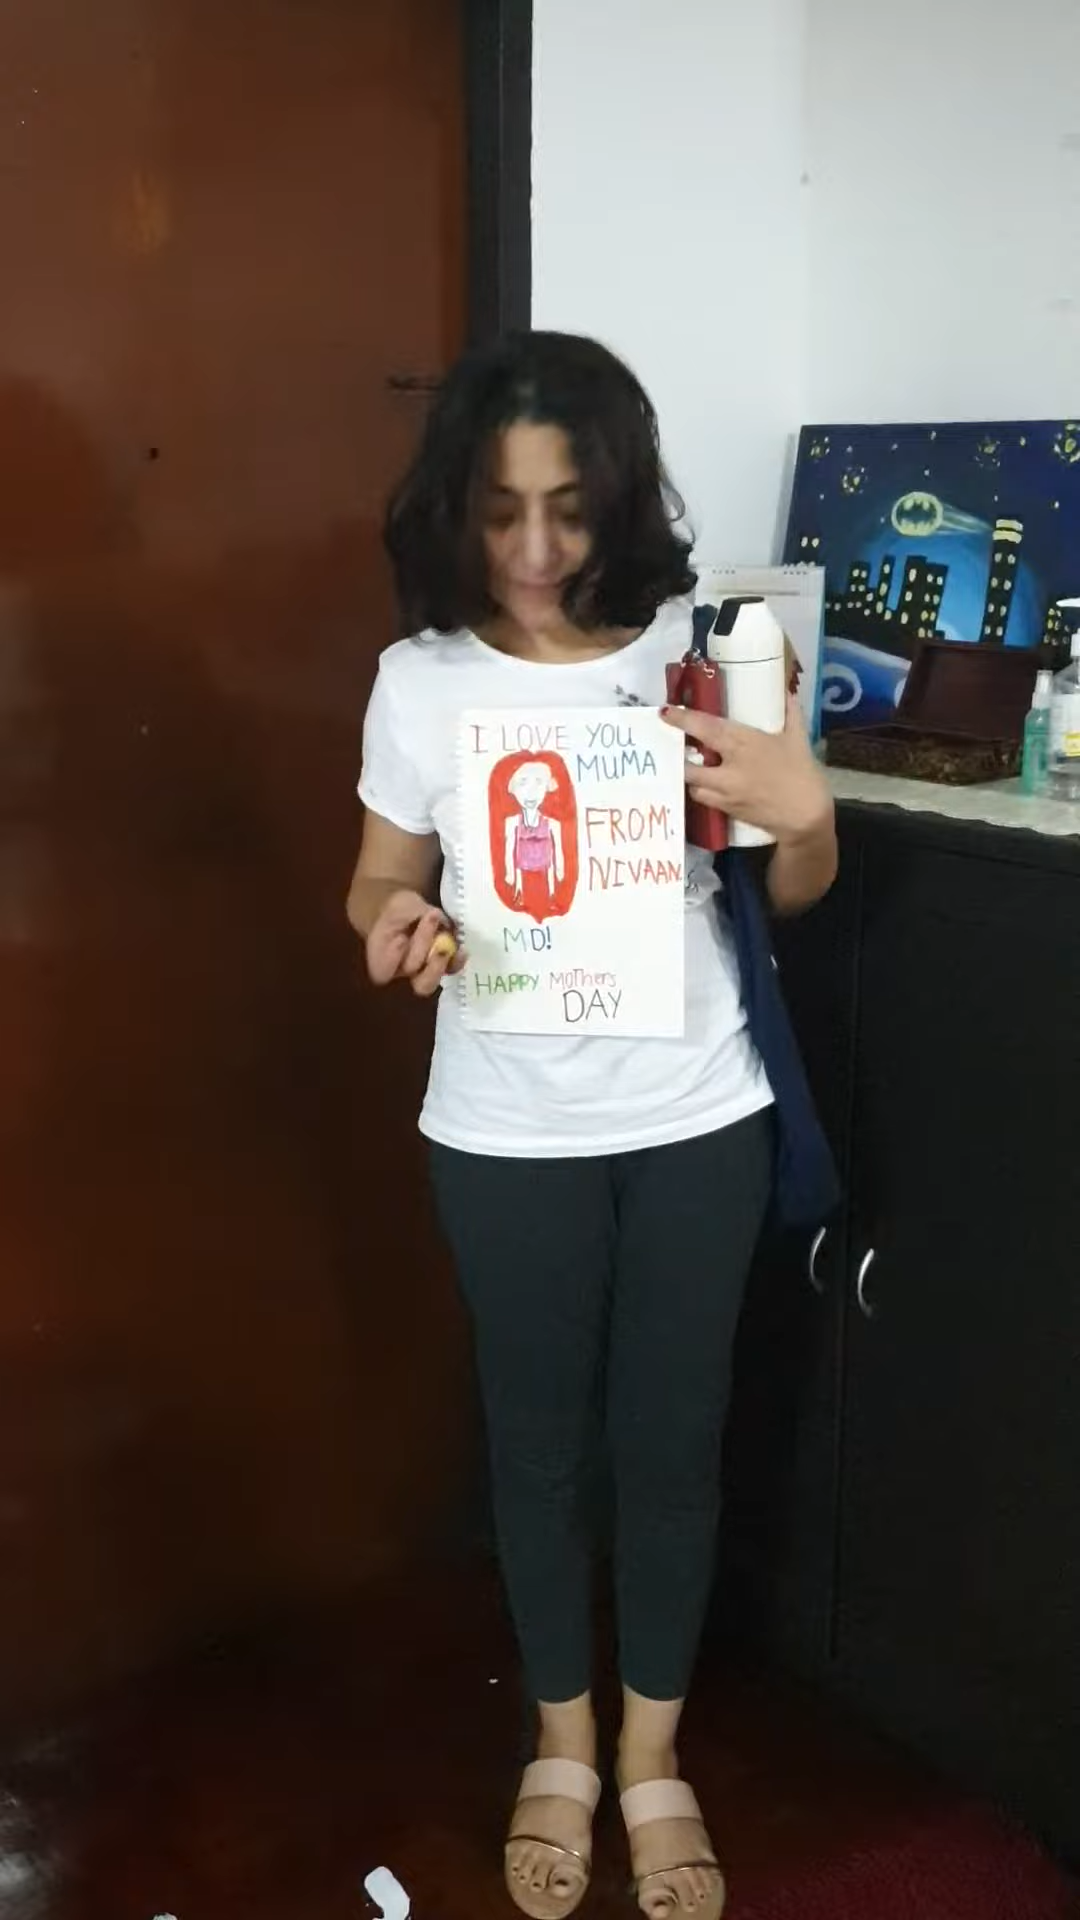 I LOVE YOU
MUMA
FROM:
NIVAAN
MD!
HAPPY MOTHERS
DAY